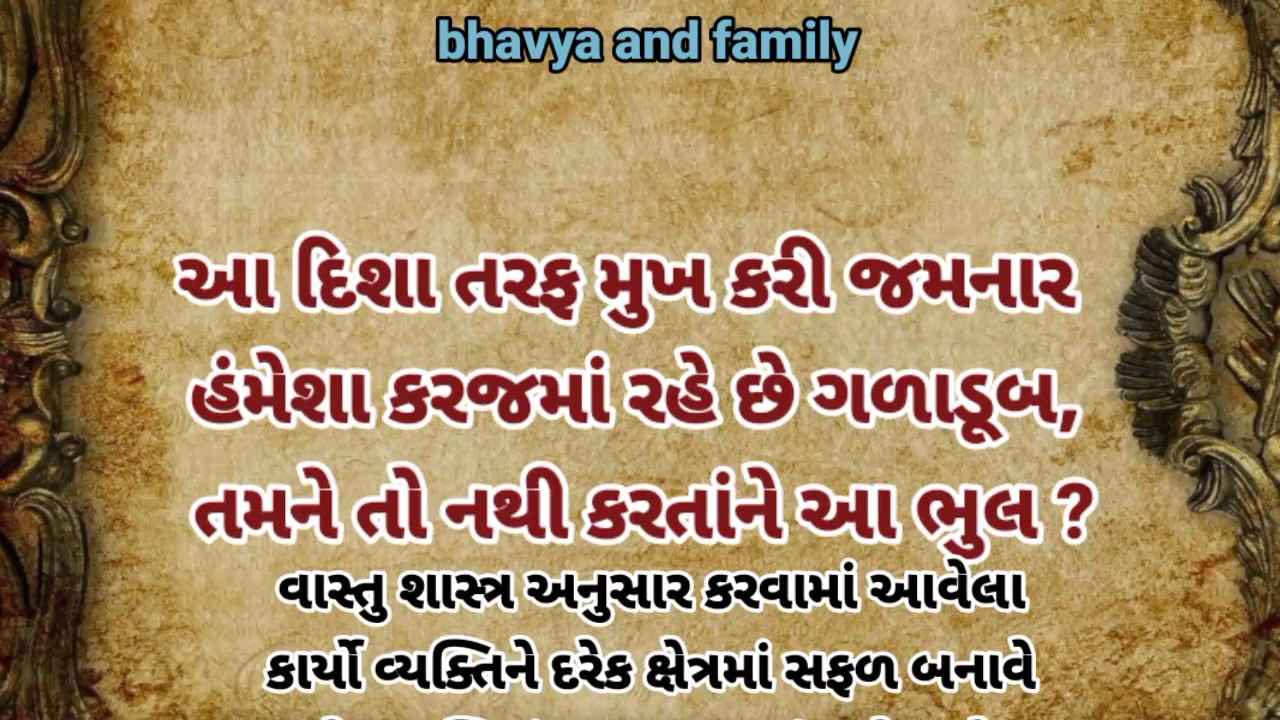 bhavya and family
આ દિશા તરફ મુખ કરી જમનાર
હંમેશા કરજમાં રહે છે ગળાડૂબ,
તમને તો નથી કરતાંને આ ભુલ ?
વાસ્તુ શાસ્ત્ર અનુસાર કરવામાં આવેલા
કાર્યો વ્યક્તિને દરેક ક્ષેત્રમાં સફળ બનાવે